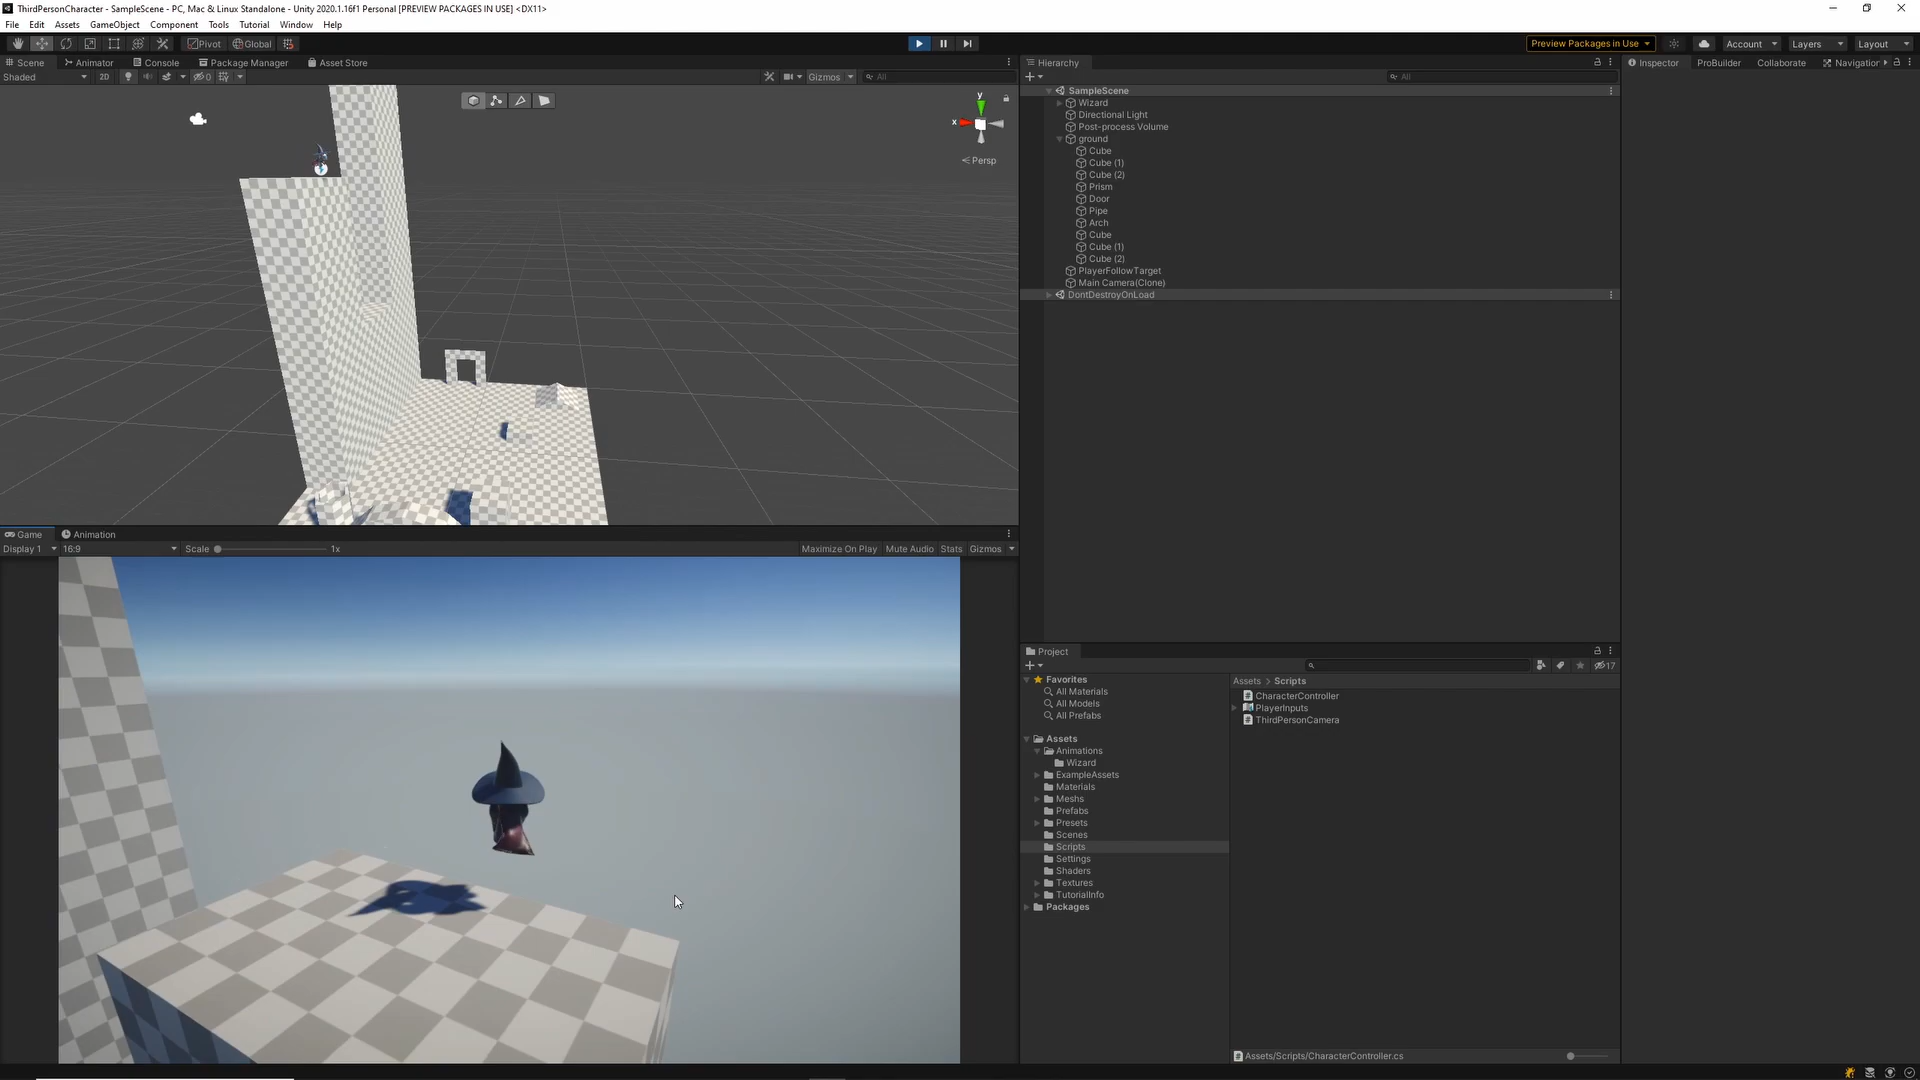 ThirdPersonCharacter - SampleScene - PC, Mac & Linux Standalone - Unity 2020.1.16f1 Personal [PREVIEW PACKAGES IN USE] <DX11>
File Edit Assets GameObject Component Tools Tutorial Window Help
Pivot Global Preview Packages in Use Account Layers Layout
Scene Animator Console Package Manager Asset Store
Shaded 2D 0 Gizmos All
y
x
Persp
Game Animation
Display 1 16:9 Scale 1x Maximize On Play Mute Audio Stats Gizmos
Hierarchy
All
SampleScene
Wizard
Directional Light
Post-process Volume
ground
Cube
Cube (1)
Cube (2)
Prism
Door
Pipe
Arch
Cube
Cube (1)
Cube (2)
PlayerFollowTarget
Main Camera(Clone)
DontDestroyOnLoad
Inspector ProBuilder Collaborate Navigation
Project
17
Favorites
All Materials
All Models
All Prefabs
Assets
Animations
Wizard
ExampleAssets
Materials
Meshs
Prefabs
Presets
Scenes
Scripts
Settings
Shaders
Textures
TutorialInfo
Packages
Assets > Scripts
CharacterController
PlayerInputs
ThirdPersonCamera
Assets/Scripts/CharacterController.cs